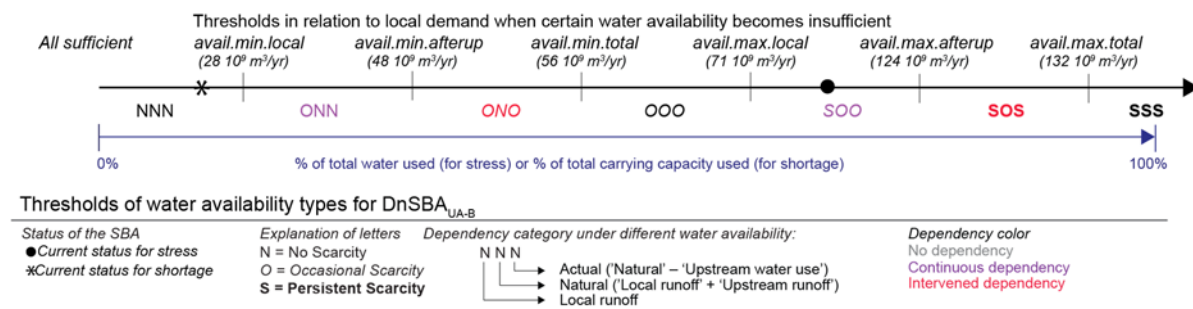 Thresholds in relation to local demand when certain water availability becomes insufficient
All sufficient avail.min.local avail.min.afterup avail.min.total avail.max.local avail.max.afterup avail.max.total
(28 10⁹ m³/yr) (48 10⁹ m³/yr) (56 10⁹ m³/yr) (71 10⁹ m³/yr) (124 10⁹ m³/yr) (132 10⁹ m³/yr)
NNN ONN ONO OOO SOO SOS SSS
0% % of total water used (for stress) or % of total carrying capacity used (for shortage) 100%
Thresholds of water availability types for DnSBA_UA-B
Status of the SBA Explanation of letters Dependency category under different water availability: Dependency color
Current status for stress N = No Scarcity N N N No dependency
Current status for shortage O = Occasional Scarcity Actual ('Natural' – 'Upstream water use') Continuous dependency
S = Persistent Scarcity Natural ('Local runoff' + 'Upstream runoff') Intervened dependency
Local runoff